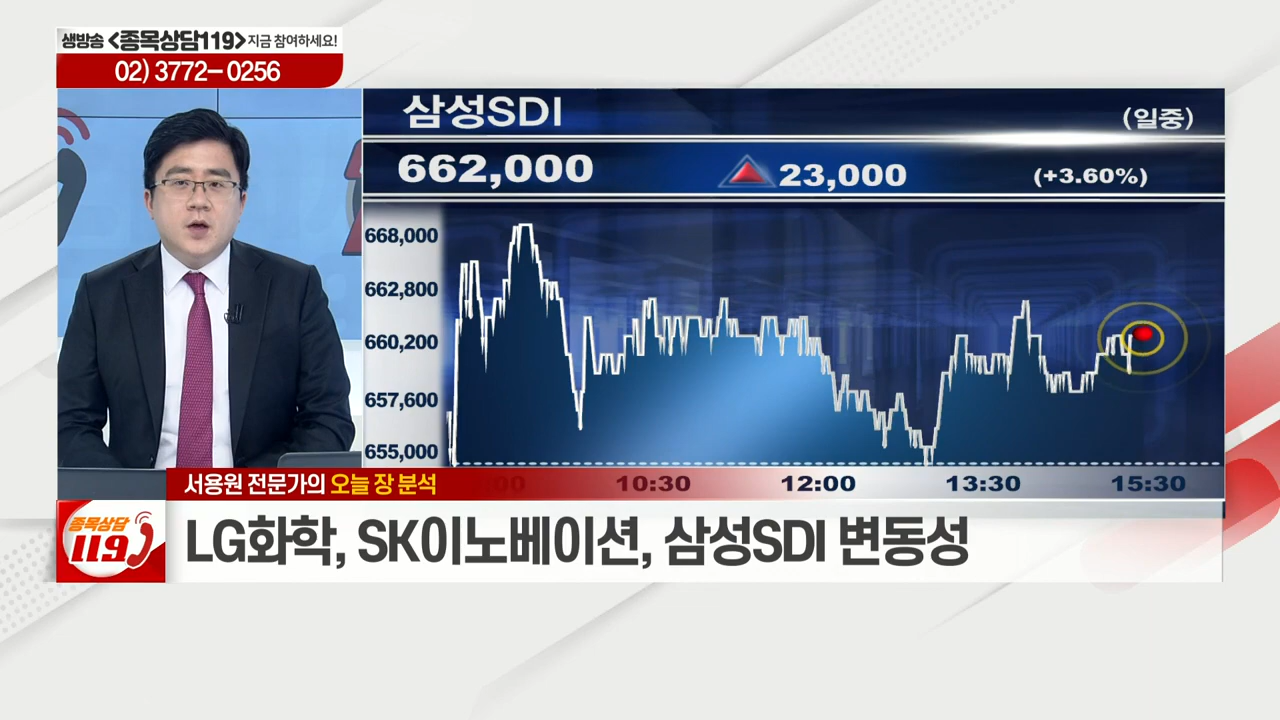 생방송 <종목상담119> 지금 참여하세요!
02) 3772-0256
삼성SDI
(일중)
662,000 23,000 (+3.60%)
668,000
662,800
660,200
657,600
655,000
:00 10:30 12:00 13:30 15:30
서용원 전문가의 오늘 장 분석
종목상담
119
LG화학, SK이노베이션, 삼성SDI 변동성